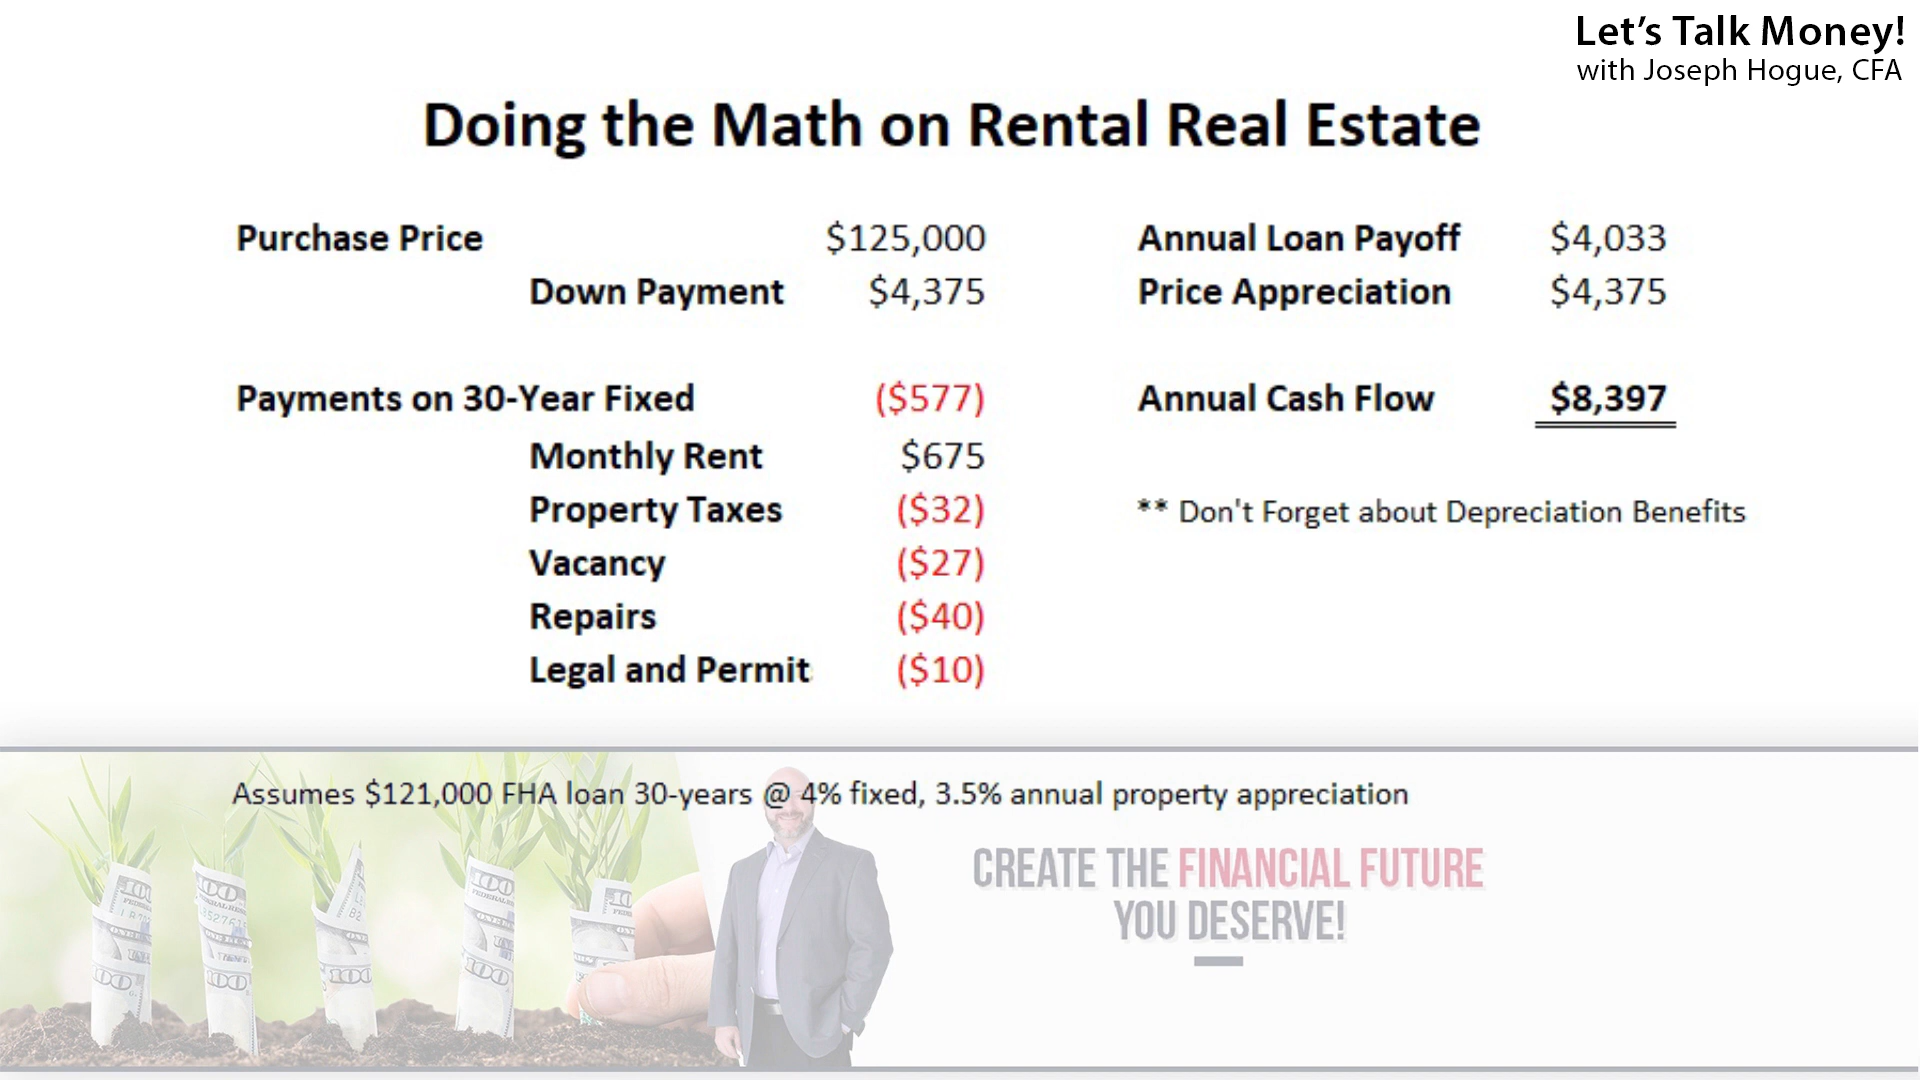 Let's Talk Money!
with Joseph Hogue, CFA
Doing the Math on Rental Real Estate
Purchase Price $125,000
Down Payment $4,375
Payments on 30-Year Fixed ($577)
Monthly Rent $675
Property Taxes ($32)
Vacancy ($27)
Repairs ($40)
Legal and Permit ($10)
Annual Loan Payoff $4,033
Price Appreciation $4,375
Annual Cash Flow $8,397
** Don't Forget about Depreciation Benefits
Assumes $121,000 FHA loan 30-years @ 4% fixed, 3.5% annual property appreciation
CREATE THE FINANCIAL FUTURE
YOU DESERVE!